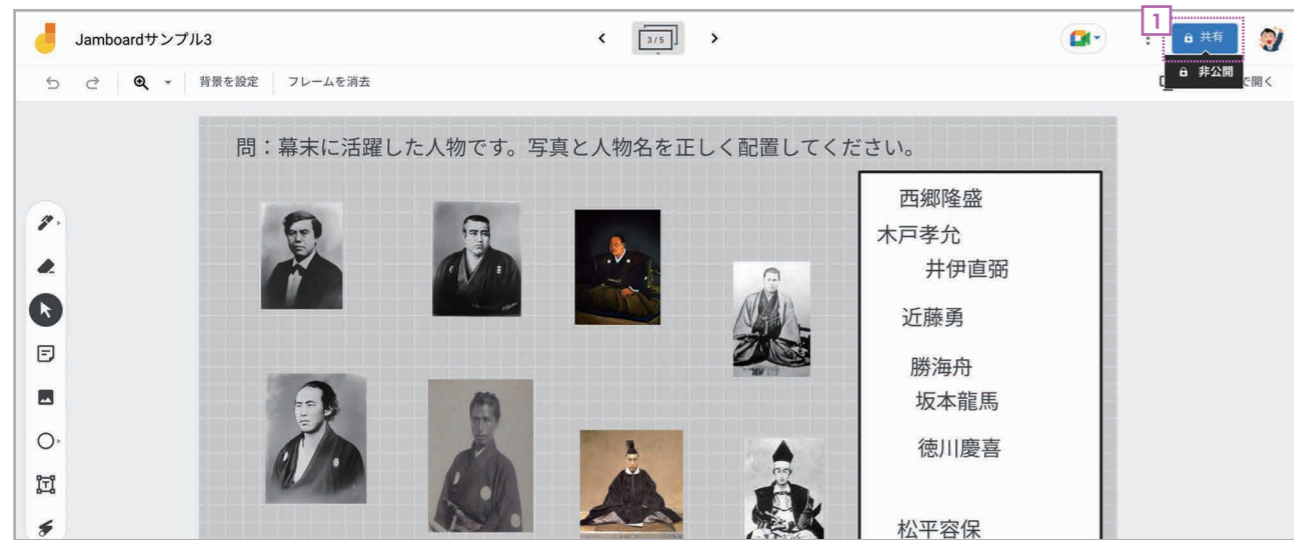 1
Jamboardサンプル3
3/5
共有
非公開
背景を設定
フレームを消去
で開く
問：幕末に活躍した人物です。写真と人物名を正しく配置してください。
西郷隆盛
木戸孝允
井伊直弼
近藤勇
勝海舟
坂本龍馬
徳川慶喜
松平容保